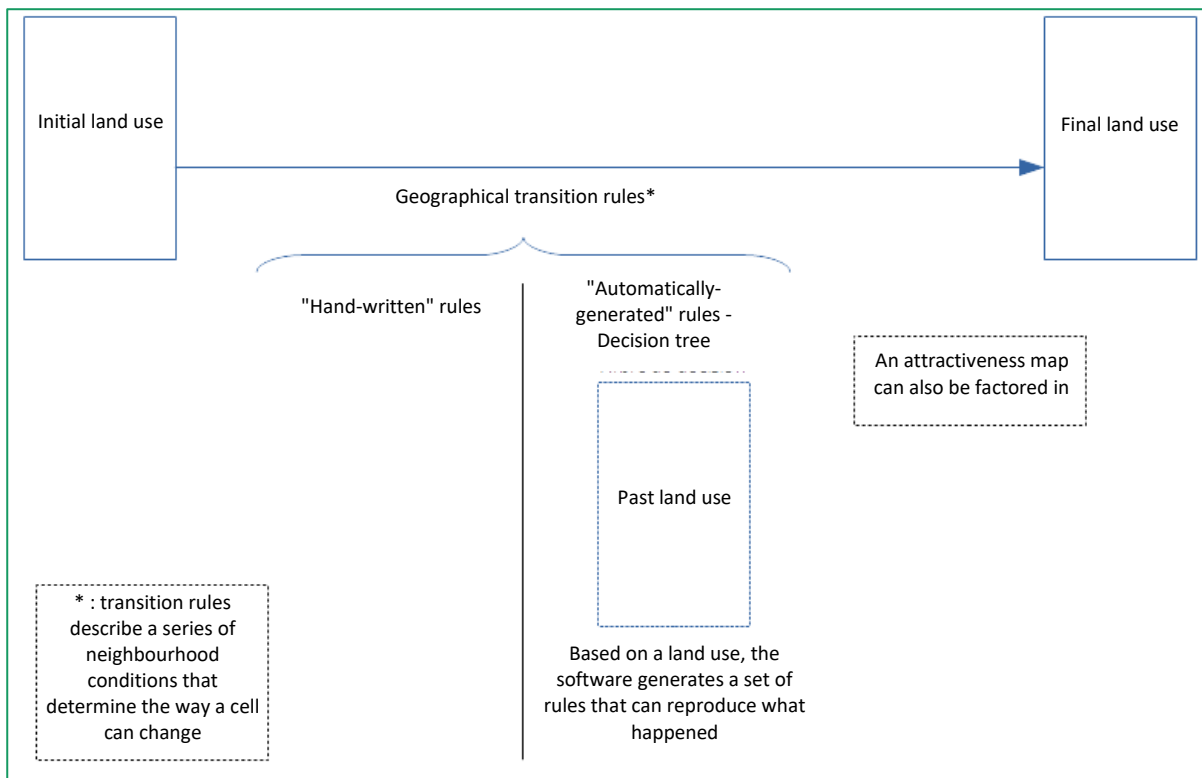 Initial land use
Final land use
Geographical transition rules*
"Hand-written" rules
"Automatically-
generated" rules -
Decision tree
An attractiveness map
can also be factored in
Past land use
* : transition rules
describe a series of
neighbourhood
conditions that
determine the way a cell
can change
Based on a land use, the
software generates a set of
rules that can reproduce what
happened